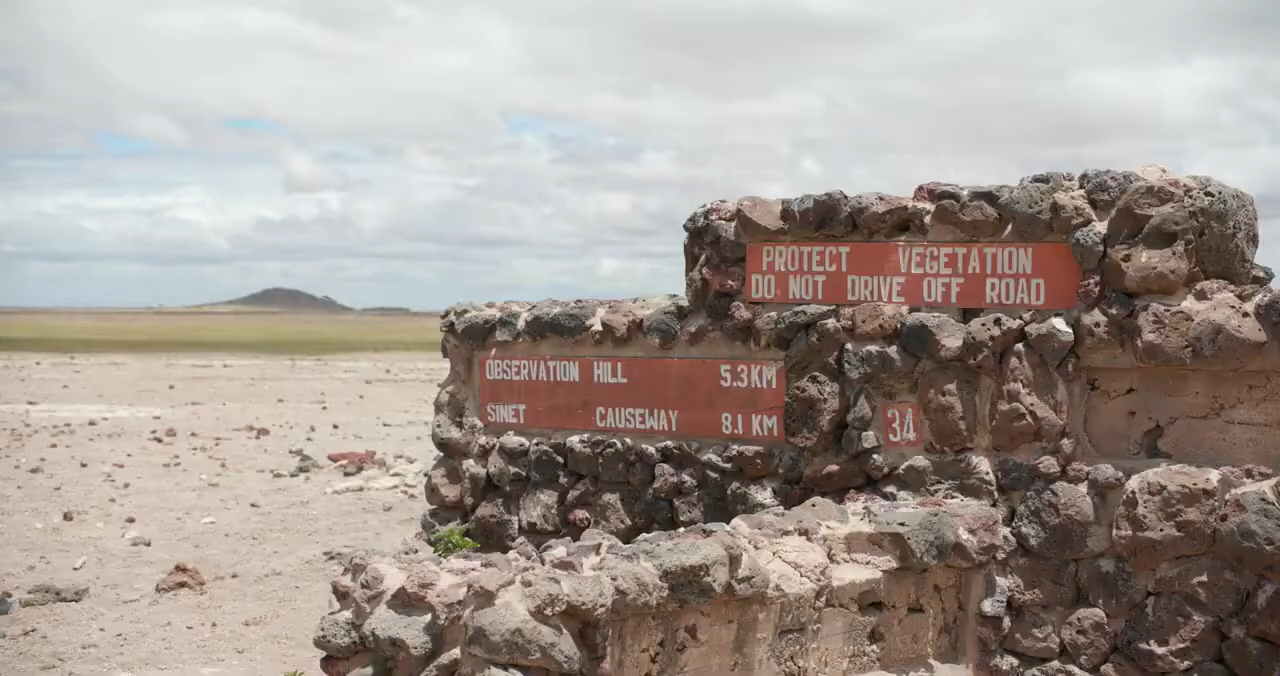 PROTECT VEGETATION
DO NOT DRIVE OFF ROAD
OBSERVATION HILL 5.3KM
SINET CAUSEWAY 8.1 KM
34